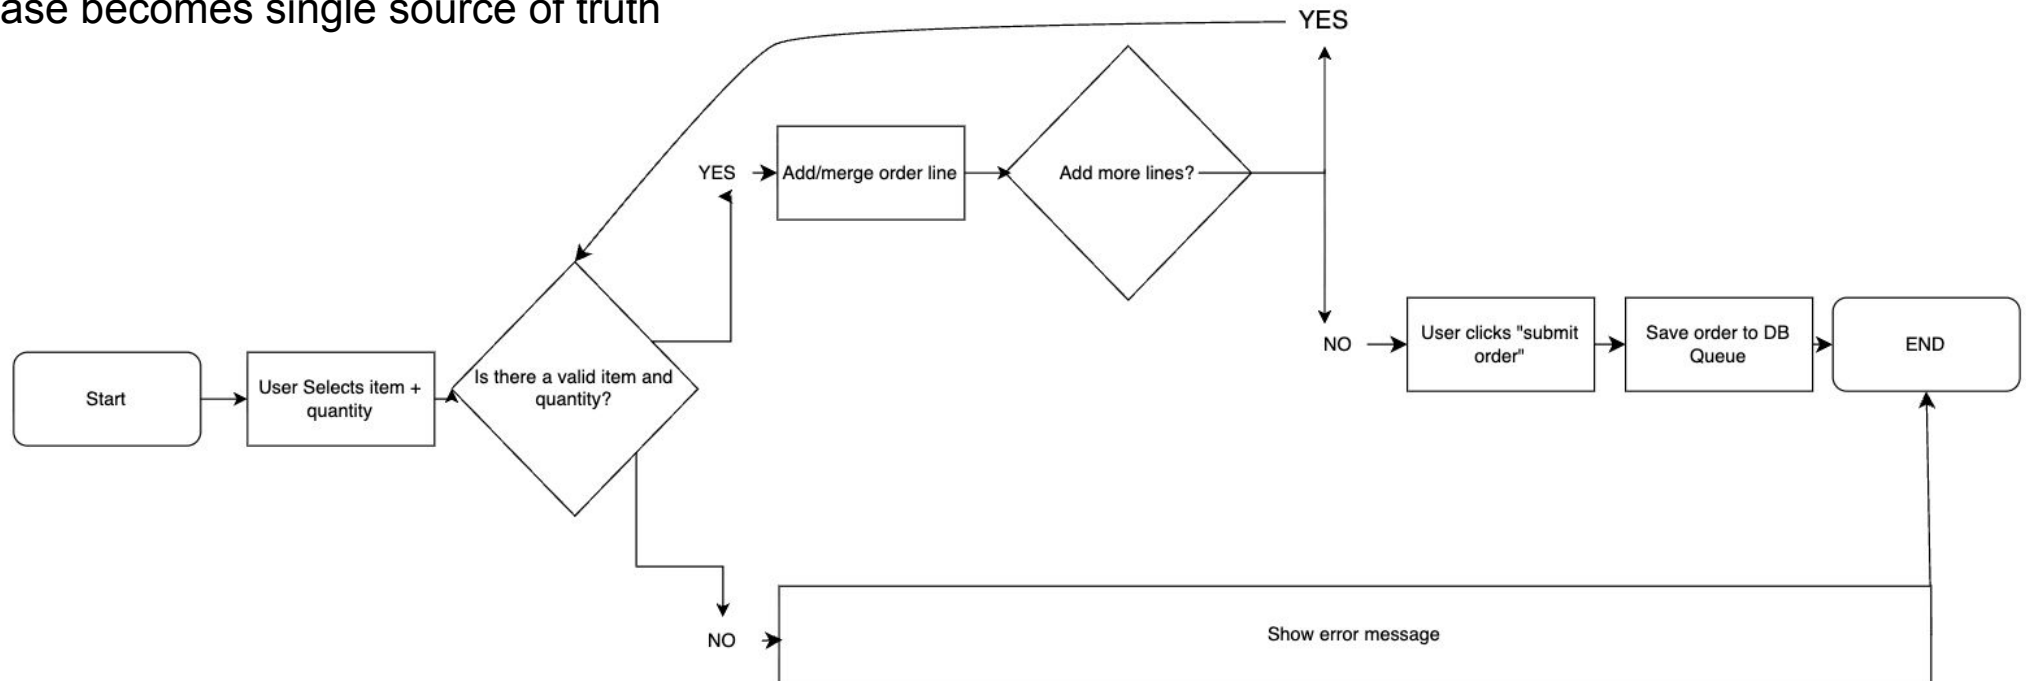 ase becomes single source of truth
YES
YES
Add/merge order line
Add more lines?
Start
User Selects item +
quantity
Is there a valid item and
quantity?
NO
User clicks "submit
order"
Save order to DB
Queue
END
NO
Show error message